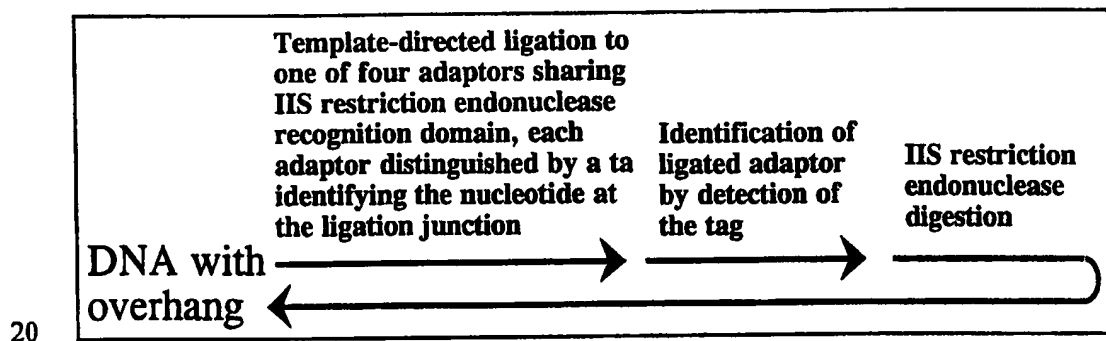 Template-directed ligation to
one of four adaptors sharing
IIS restriction endonuclease
recognition domain, each
adaptor distinguished by a ta
identifying the nucleotide at
the ligation junction
Identification of
ligated adaptor
by detection of
the tag
IIS restriction
endonuclease
digestion
DNA with
overhang
20